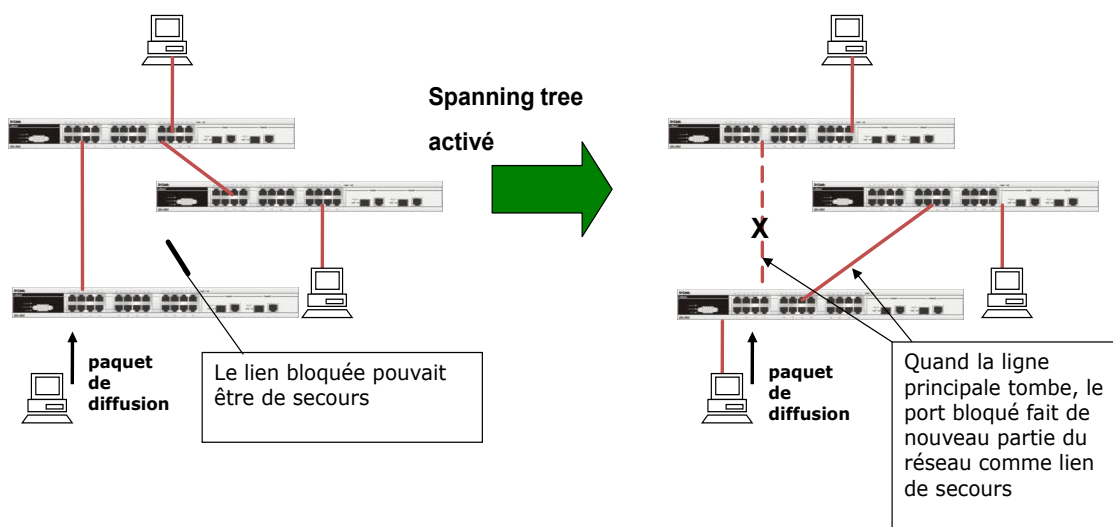 Spanning tree
activé
X
paquet
de
diffusion
Le lien bloquée pouvait
être de secours
paquet
de
diffusion
Quand la ligne
principale tombe, le
port bloqué fait de
nouveau partie du
réseau comme lien
de secours